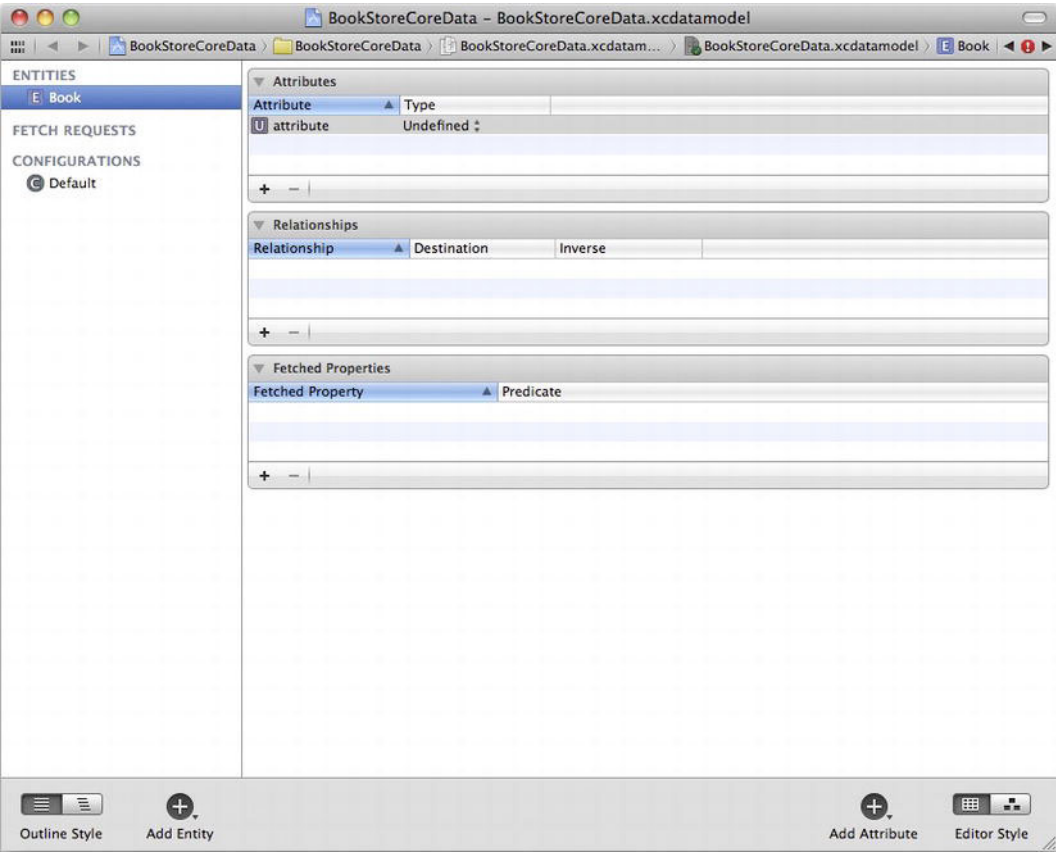 BookStoreCoreData – BookStoreCoreData.xcdatamodel
BookStoreCoreData BookStoreCoreData BookStoreCoreData.xcdatam... BookStoreCoreData.xcdatamodel E Book
ENTITIES
E Book
FETCH REQUESTS
CONFIGURATIONS
C Default
Attributes
Attribute Type
U attribute Undefined
+ −
Relationships
Relationship Destination Inverse
+ −
Fetched Properties
Fetched Property Predicate
+ −
Outline Style Add Entity Add Attribute Editor Style